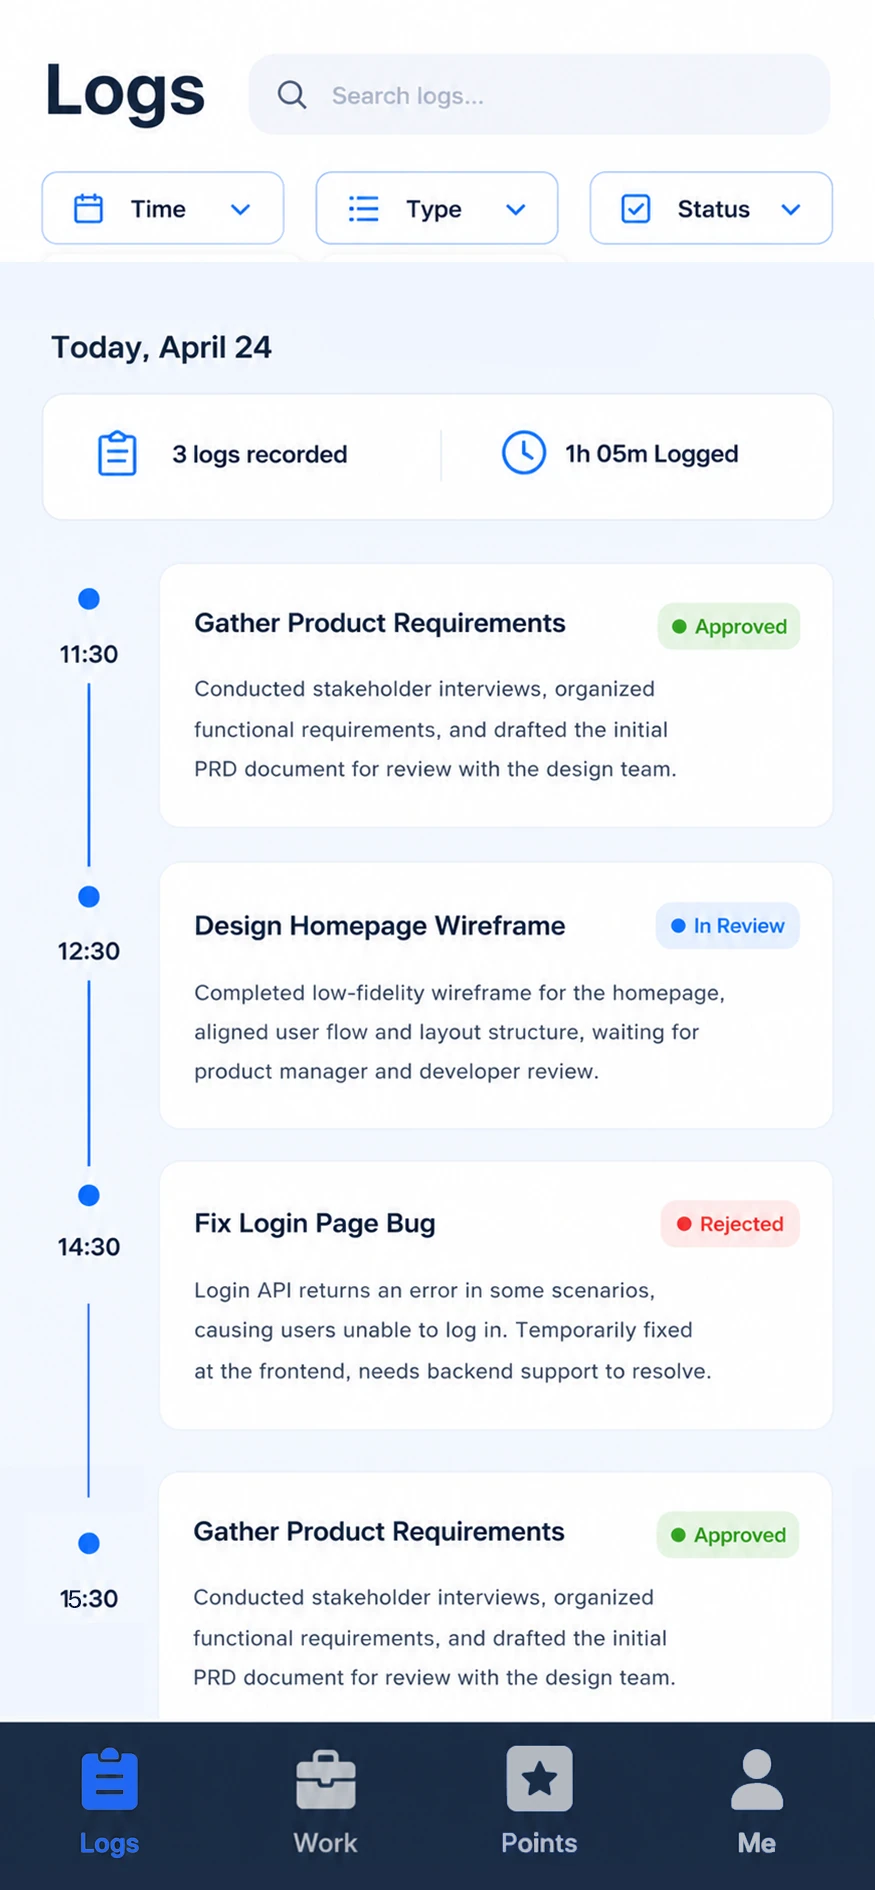 Logs
Search logs...
Time
Type
Status
Today, April 24
3 logs recorded
1h 05m Logged
11:30
Gather Product Requirements
Approved
Conducted stakeholder interviews, organized
functional requirements, and drafted the initial
PRD document for review with the design team.
12:30
Design Homepage Wireframe
In Review
Completed low-fidelity wireframe for the homepage,
aligned user flow and layout structure, waiting for
product manager and developer review.
14:30
Fix Login Page Bug
Rejected
Login API returns an error in some scenarios,
causing users unable to log in. Temporarily fixed
at the frontend, needs backend support to resolve.
15:30
Gather Product Requirements
Approved
Conducted stakeholder interviews, organized
functional requirements, and drafted the initial
PRD document for review with the design team.
Logs
Work
Points
Me